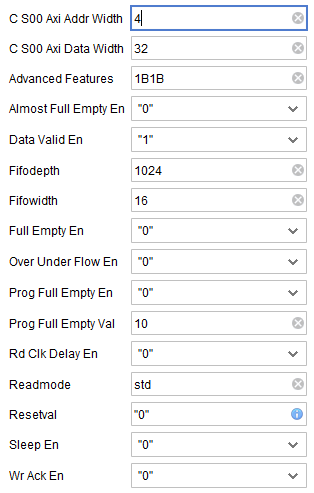 C S00 Axi Addr Width 4
C S00 Axi Data Width 32
Advanced Features 1B1B
Almost Full Empty En "0"
Data Valid En "1"
Fifodepth 1024
Fifowidth 16
Full Empty En "0"
Over Under Flow En "0"
Prog Full Empty En "0"
Prog Full Empty Val 10
Rd Clk Delay En "0"
Readmode std
Resetval "0"
Sleep En "0"
Wr Ack En "0"